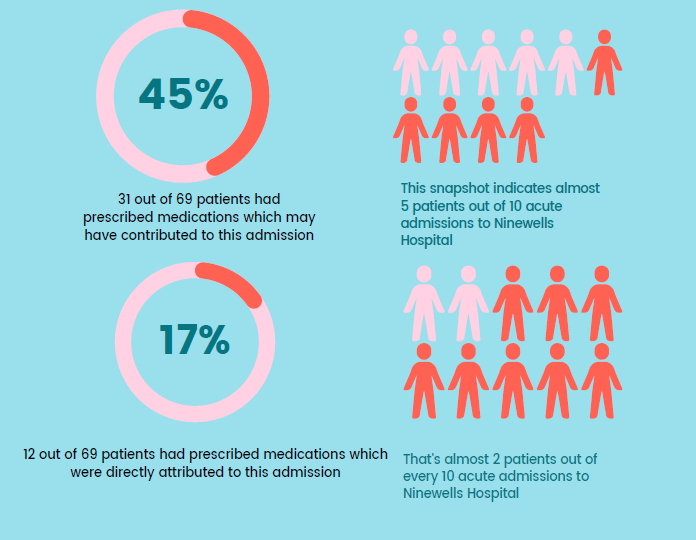 45%
31 out of 69 patients had
prescribed medications which may
have contributed to this admission
This snapshot indicates almost
5 patients out of 10 acute
admissions to Ninewells
Hospital
17%
12 out of 69 patients had prescribed medications which
were directly attributed to this admission
That's almost 2 patients out of
every 10 acute admissions to
Ninewells Hospital